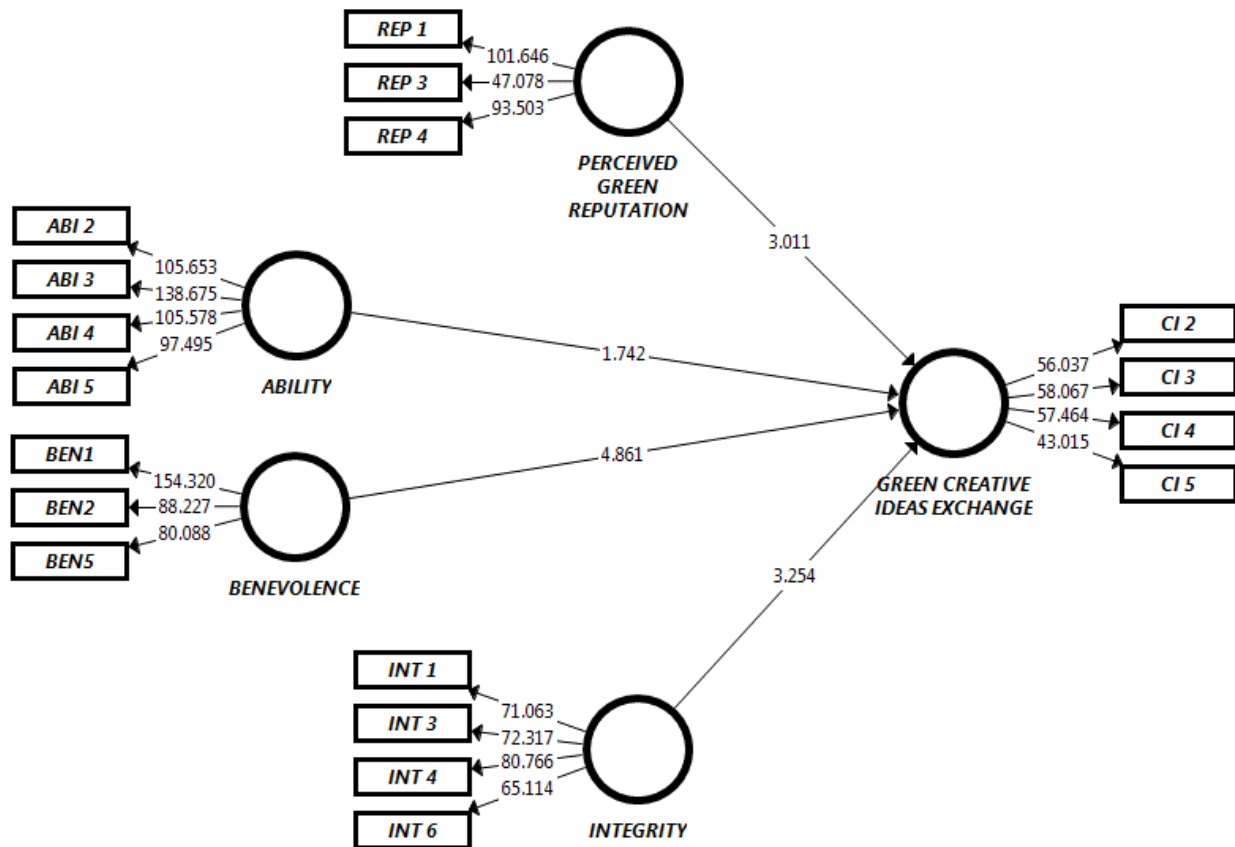 REP 1
REP 3
REP 4
101.646
47.078
93.503
PERCEIVED
GREEN
REPUTATION
3.011
ABI 2
ABI 3
ABI 4
ABI 5
105.653
138.675
105.578
97.495
ABILITY
1.742
BEN1
BEN2
BEN5
154.320
88.227
80.088
BENEVOLENCE
4.861
INT 1
INT 3
INT 4
INT 6
71.063
72.317
80.766
65.114
INTEGRITY
3.254
GREEN CREATIVE
IDEAS EXCHANGE
56.037
58.067
57.464
43.015
CI 2
CI 3
CI 4
CI 5